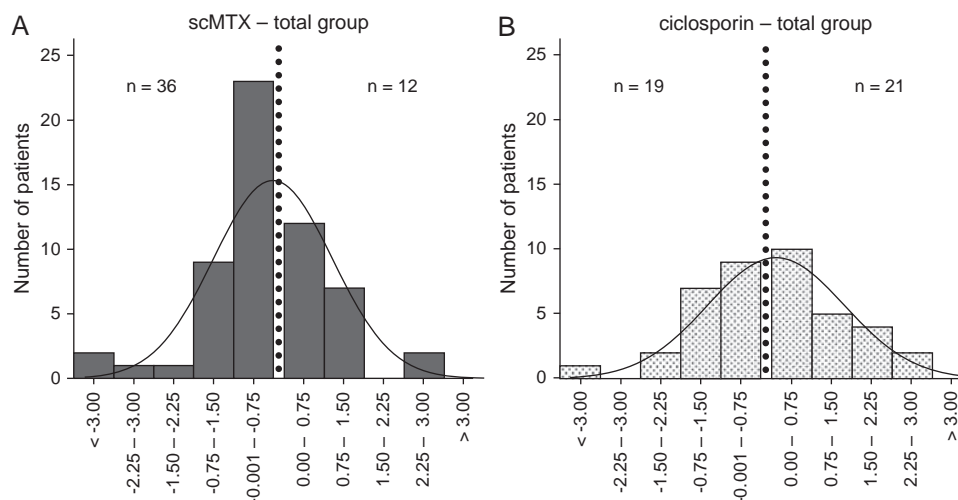 A
scMTX – total group
Number of patients
25
20
15
10
5
0
n = 36
n = 12
< -3.00
-2.25 – -3.00
-1.50 – -2.25
-0.75 – -1.50
-0.001 – -0.75
0.00 – 0.75
0.75 – 1.50
1.50 – 2.25
2.25 – 3.00
> 3.00
B
ciclosporin – total group
Number of patients
25
20
15
10
5
0
n = 19
n = 21
< -3.00
-2.25 – -3.00
-1.50 – -2.25
-0.75 – -1.50
-0.001 – -0.75
0.00 – 0.75
0.75 – 1.50
1.50 – 2.25
2.25 – 3.00
> 3.00